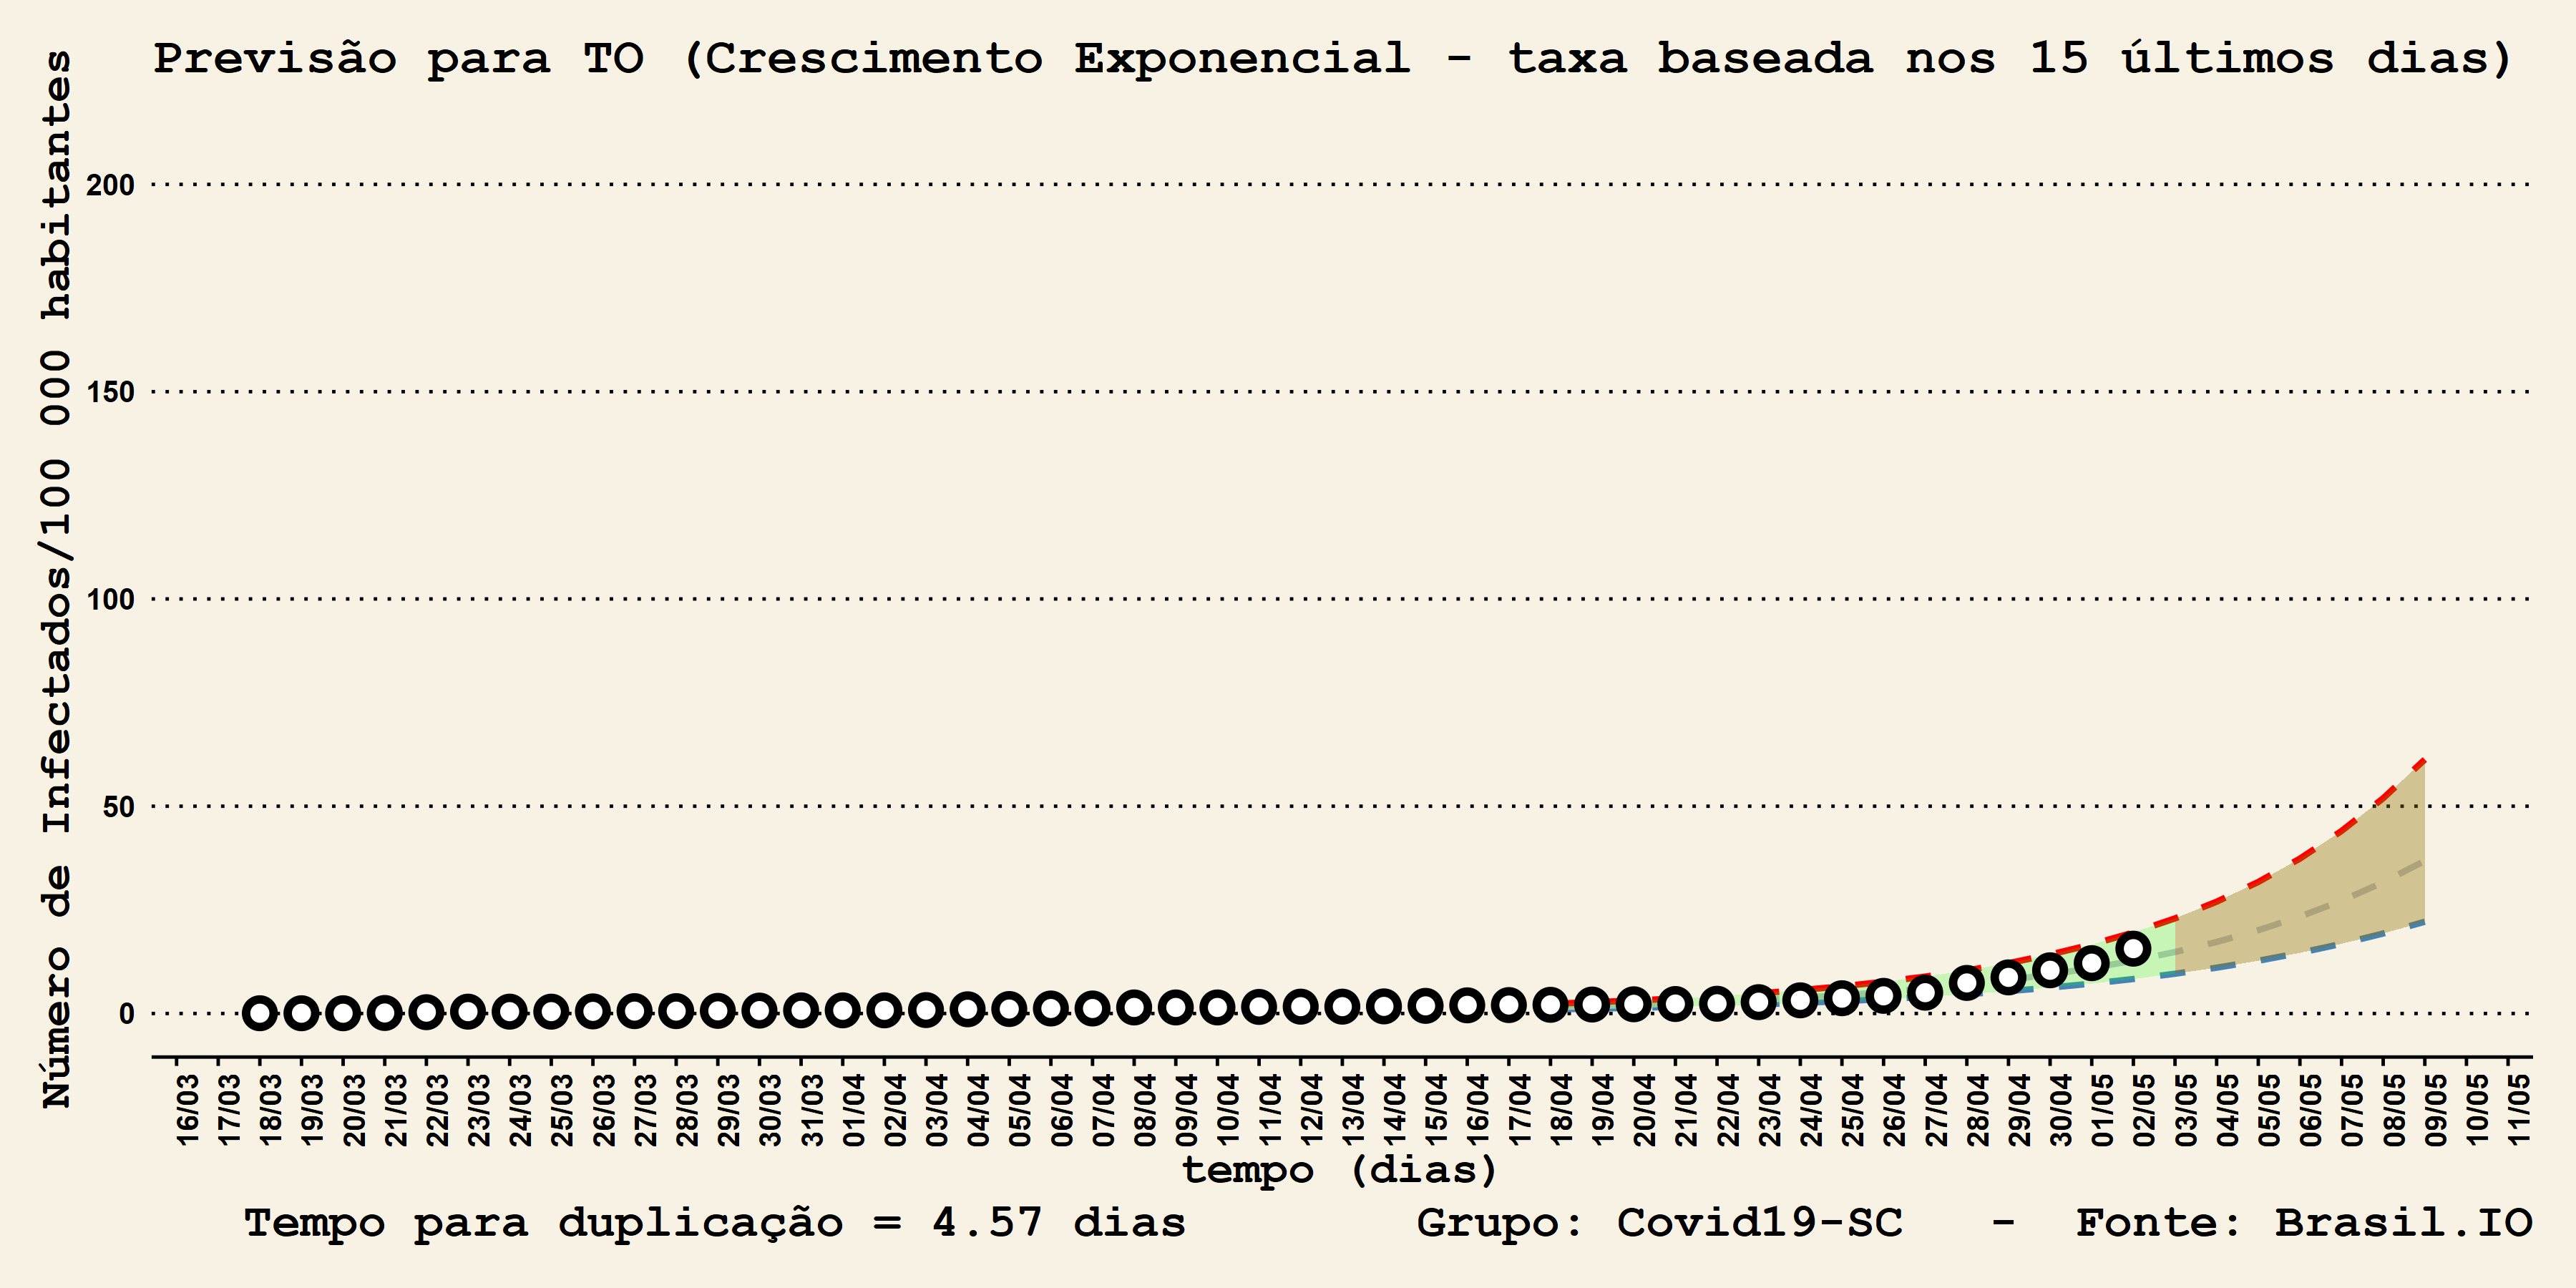 Previsão para TO (Crescimento Exponencial - taxa baseada nos 15 últimos dias)
Número de Infectados/100 000 habitantes
200
150
100
50
0
16/03 17/03 18/03 19/03 20/03 21/03 22/03 23/03 24/03 25/03 26/03 27/03 28/03 29/03 30/03 31/03 01/04 02/04 03/04 04/04 05/04 06/04 07/04 08/04 09/04 10/04 11/04 12/04 13/04 14/04 15/04 16/04 17/04 18/04 19/04 20/04 21/04 22/04 23/04 24/04 25/04 26/04 27/04 28/04 29/04 30/04 01/05 02/05 03/05 04/05 05/05 06/05 07/05 08/05 09/05 10/05 11/05
tempo (dias)
Tempo para duplicação = 4.57 dias Grupo: Covid19-SC - Fonte: Brasil.IO